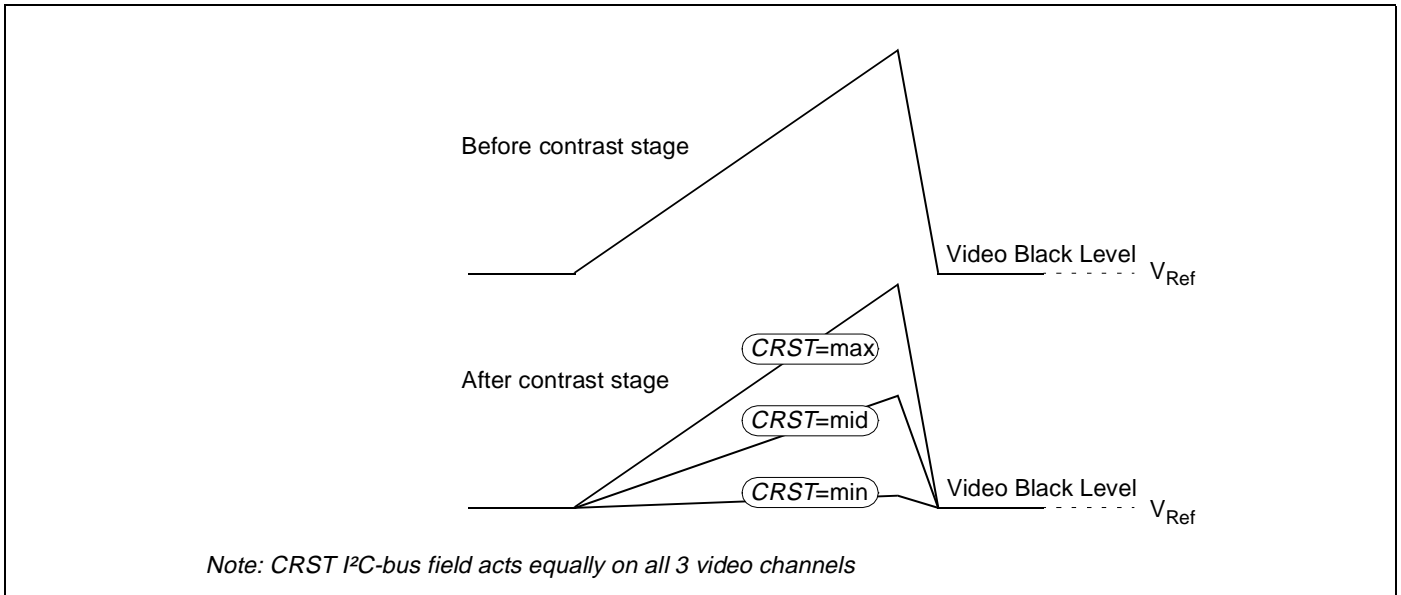 Before contrast stage
Video Black Level
VRef
CRST=max
After contrast stage
CRST=mid
CRST=min
Video Black Level
VRef
Note: CRST I²C-bus field acts equally on all 3 video channels